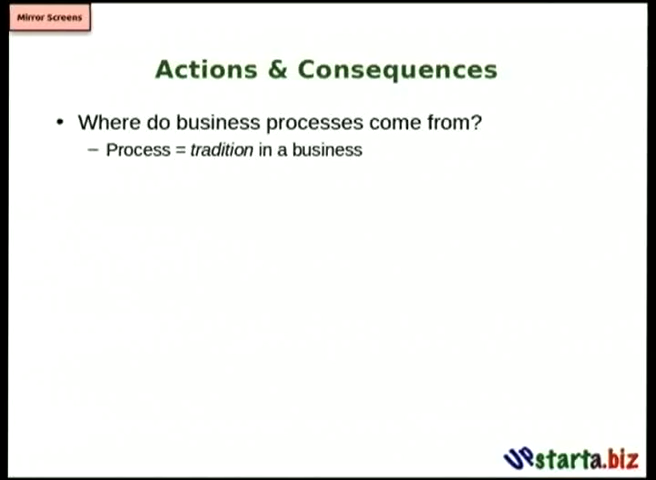 Mirror Screens
Actions & Consequences
• Where do business processes come from?
– Process = tradition in a business
UPstarta.biz